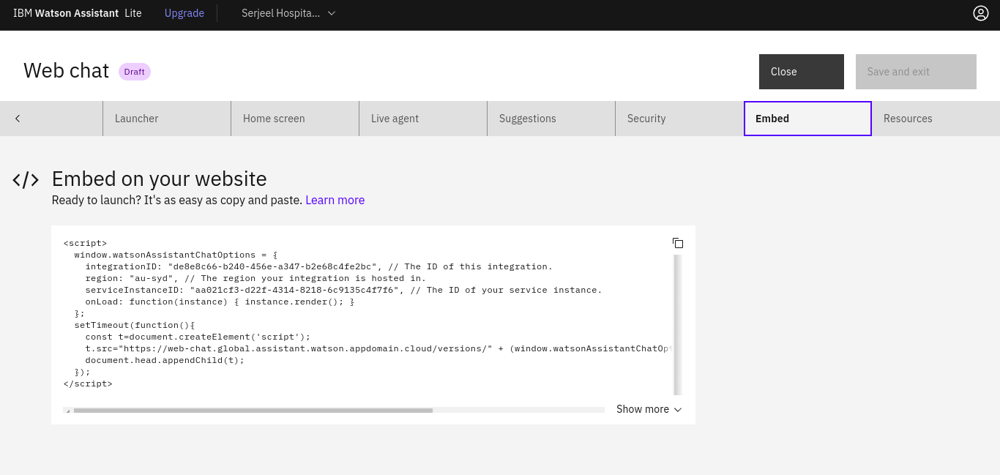 IBM Watson Assistant Lite Upgrade Serjeel Hospita...
Web chat Draft Close Save and exit
Launcher Home screen Live agent Suggestions Security Embed Resources
</> Embed on your website
Ready to launch? It's as easy as copy and paste. Learn more
<script>
window.watsonAssistantChatOptions = {
integrationID: "de8e8c66-b240-456e-a347-b2e68c4fe2bc", // The ID of this integration.
region: "au-syd", // The region your integration is hosted in.
serviceInstanceID: "aa021cf3-d22f-4314-8218-6c9135c4f7f6", // The ID of your service instance.
onLoad: function(instance) { instance.render(); }
};
setTimeout(function(){
const t=document.createElement('script');
t.src="https://web-chat.global.assistant.watson.appdomain.cloud/versions/" + (window.watsonAssistantChatOpt
document.head.appendChild(t);
});
</script>
Show more